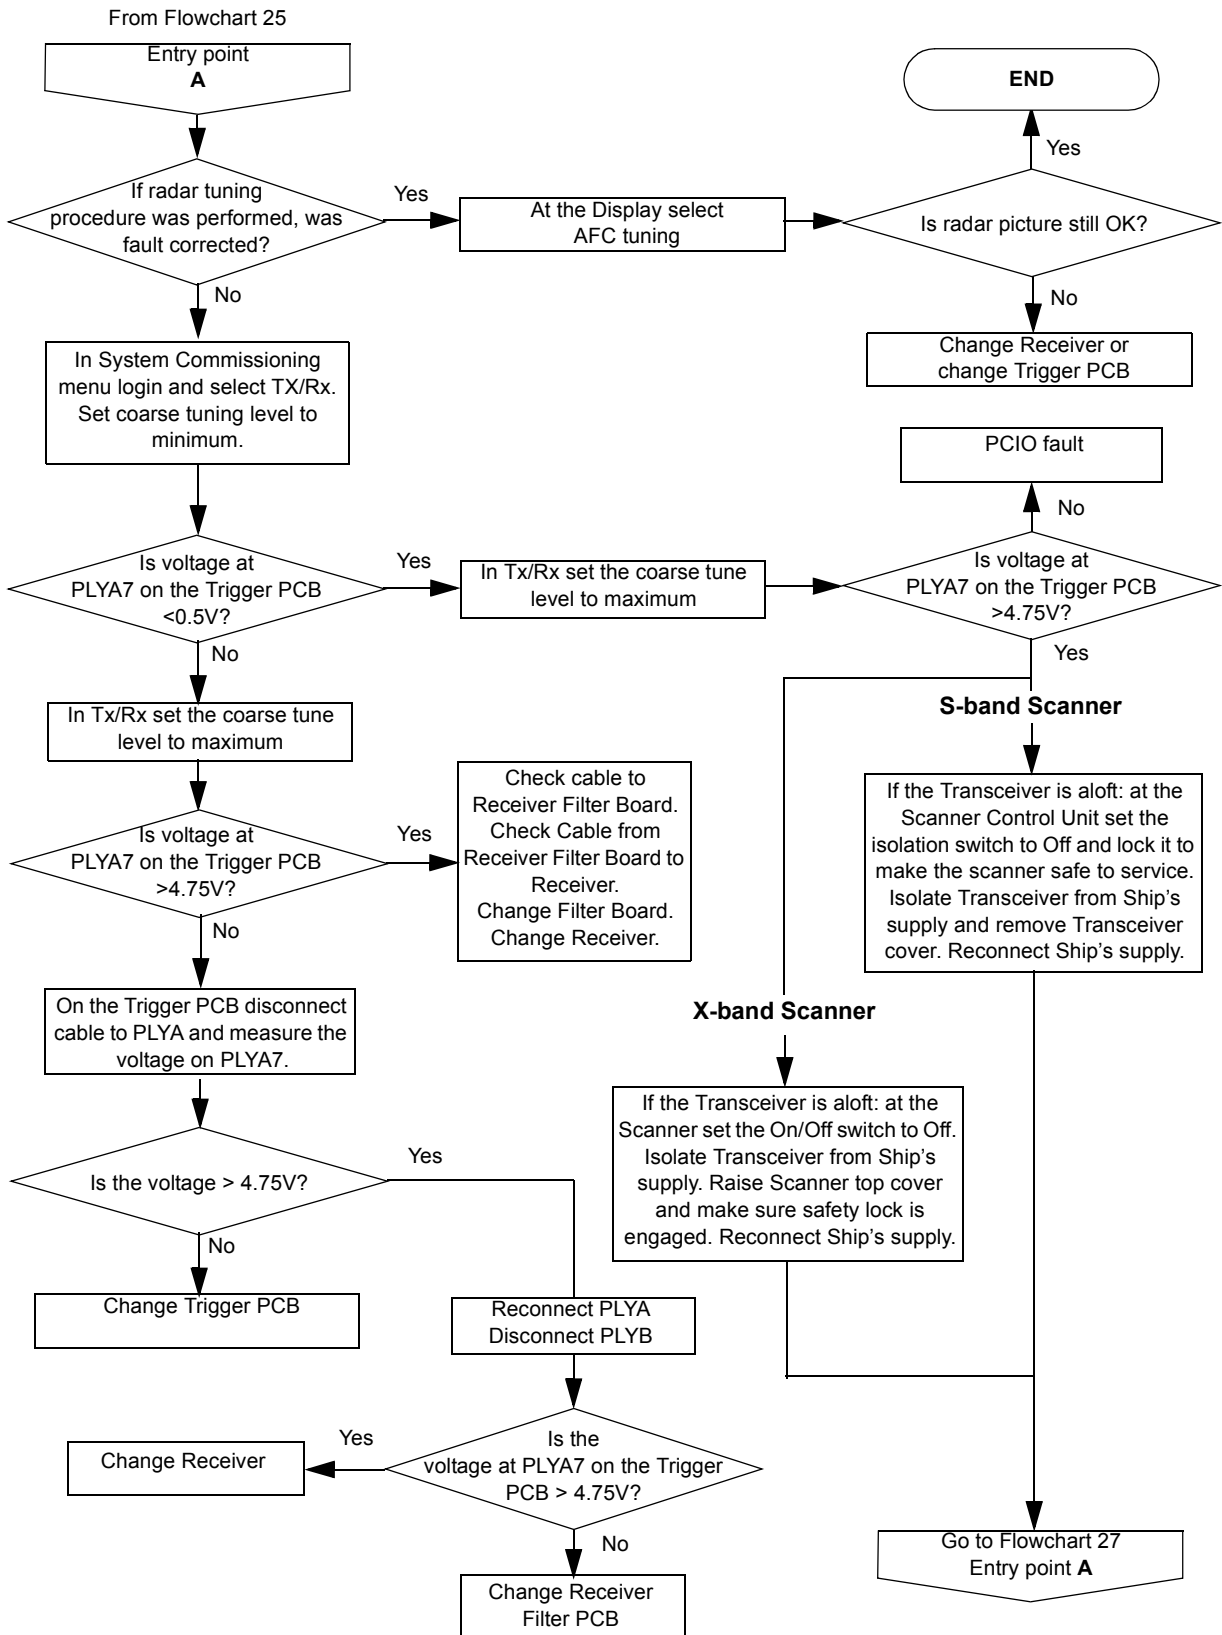 From Flowchart 25
Entry point
A
END
Yes
If radar tuning
procedure was performed, was
fault corrected?
Yes
At the Display select
AFC tuning
Is radar picture still OK?
No
No
In System Commissioning
menu login and select TX/Rx.
Set coarse tuning level to
minimum.
Change Receiver or
change Trigger PCB
PCIO fault
No
Is voltage at
PLYA7 on the Trigger PCB
<0.5V?
Yes
In Tx/Rx set the coarse tune
level to maximum
Is voltage at
PLYA7 on the Trigger PCB
>4.75V?
No
Yes
In Tx/Rx set the coarse tune
level to maximum
S-band Scanner
Is voltage at
PLYA7 on the Trigger PCB
>4.75V?
Yes
Check cable to
Receiver Filter Board.
Check Cable from
Receiver Filter Board to
Receiver.
Change Filter Board.
Change Receiver.
If the Transceiver is aloft: at the
Scanner Control Unit set the
isolation switch to Off and lock it to
make the scanner safe to service.
Isolate Transceiver from Ship's
supply and remove Transceiver
cover. Reconnect Ship's supply.
No
On the Trigger PCB disconnect
cable to PLYA and measure the
voltage on PLYA7.
X-band Scanner
If the Transceiver is aloft: at the
Scanner set the On/Off switch to Off.
Isolate Transceiver from Ship's
supply. Raise Scanner top cover
and make sure safety lock is
engaged. Reconnect Ship's supply.
Is the voltage > 4.75V?
Yes
No
Change Trigger PCB
Reconnect PLYA
Disconnect PLYB
Is the
voltage at PLYA7 on the Trigger
PCB > 4.75V?
Yes
Change Receiver
No
Change Receiver
Filter PCB
Go to Flowchart 27
Entry point A